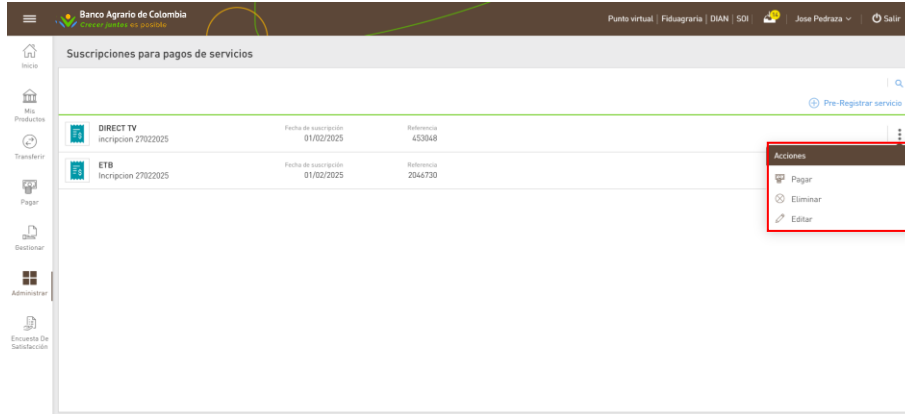 Banco Agrario de Colombia
Crecer juntos es posible
Punto virtual | Fiduagraria | DIAN | SOI
Jose Pedraza
Salir
Inicio
Mis
Productos
Transferir
Pagar
Gestionar
Administrar
Encuesta De
Satisfacción
Suscripciones para pagos de servicios
Pre-Registrar servicio
DIRECT TV
incripcion 27022025
Fecha de suscripción
01/02/2025
Referencia
453048
ETB
Incripcion 27022025
Fecha de suscripción
01/02/2025
Referencia
2046730
Acciones
Pagar
Eliminar
Editar